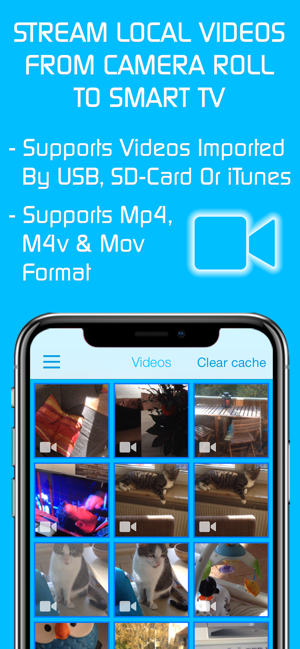 STREAM LOCAL VIDEOS
FROM CAMERA ROLL
TO SMART TV
- Supports Videos Imported
By USB, SD-Card Or iTunes
- Supports Mp4,
M4v & Mov
Format
Videos Clear cache